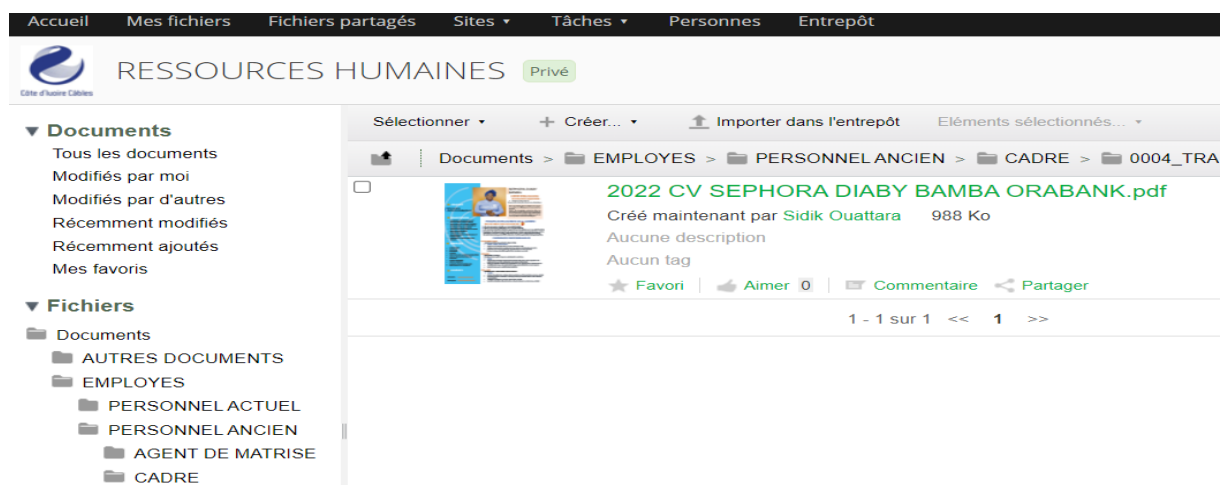 Accueil Mes fichiers Fichiers partagés Sites Tâches Personnes Entrepôt
Côte d'Ivoire Câbles
RESSOURCES HUMAINES Privé
Documents
Tous les documents
Modifiés par moi
Modifiés par d'autres
Récemment modifiés
Récemment ajoutés
Mes favoris
Fichiers
Documents
AUTRES DOCUMENTS
EMPLOYES
PERSONNEL ACTUEL
PERSONNEL ANCIEN
AGENT DE MATRISE
CADRE
Sélectionner Créer... Importer dans l'entrepôt Eléments sélectionnés...
Documents > EMPLOYES > PERSONNEL ANCIEN > CADRE > 0004_TRA
2022 CV SEPHORA DIABY BAMBA ORABANK.pdf
Créé maintenant par Sidik Ouattara 988 Ko
Aucune description
Aucun tag
Favori Aimer 0 Commentaire Partager
1 - 1 sur 1 << 1 >>